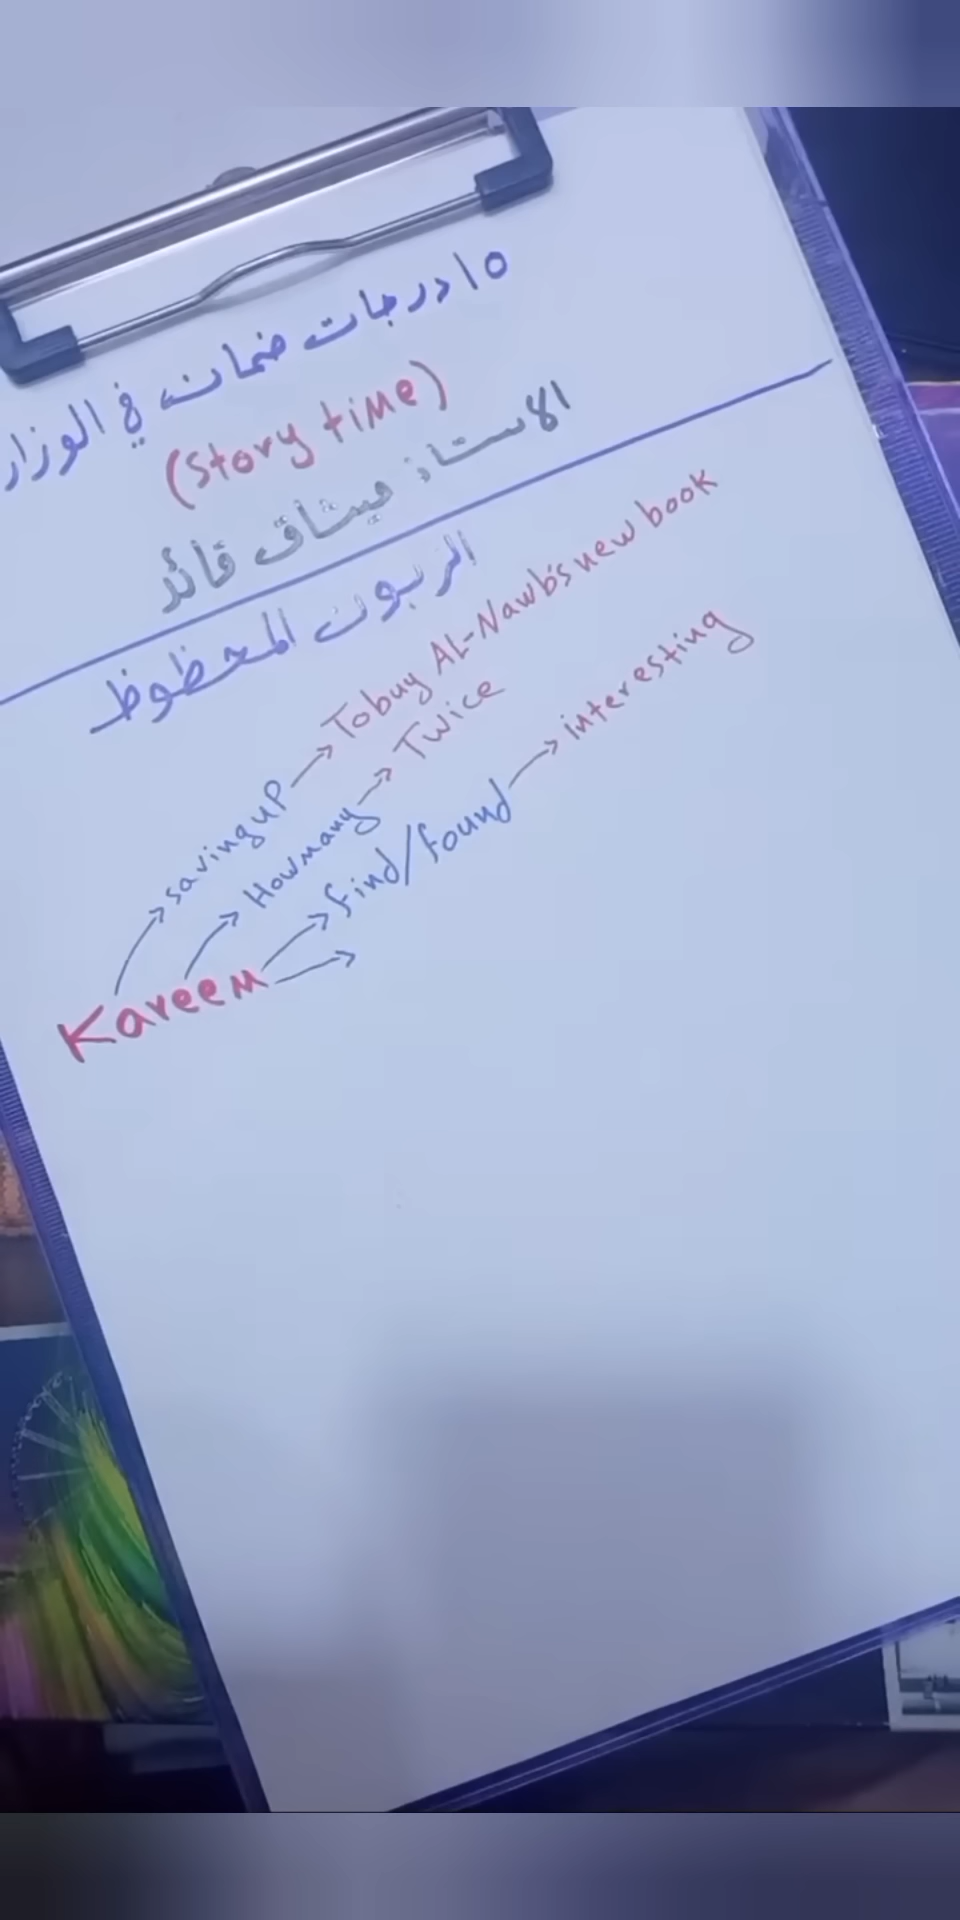 ١٥ درجات ضمان في الوزار
(Story time)
الاستاذ ميثاق قائد
الزبون المحظوظ
saving up → To buy AL-Nawb's new book
How many → Twice
find/found → interesting
Kareem